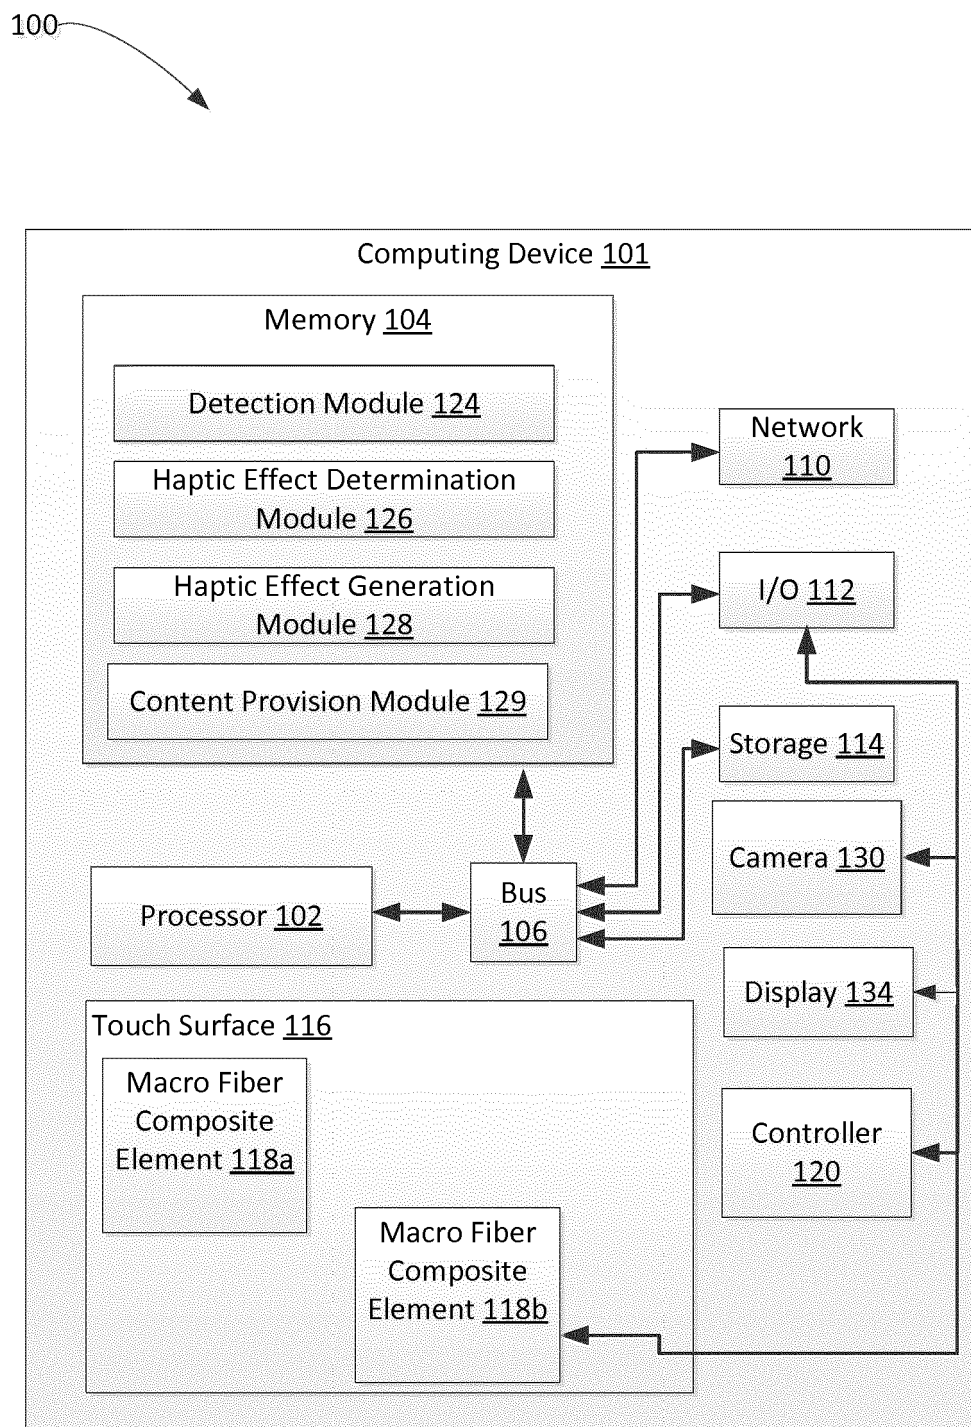 100
Computing Device 101
Memory 104
Detection Module 124
Haptic Effect Determination
Module 126
Haptic Effect Generation
Module 128
Content Provision Module 129
Network
110
I/O 112
Storage 114
Camera 130
Processor 102
Bus
106
Display 134
Touch Surface 116
Macro Fiber
Composite
Element 118a
Controller
120
Macro Fiber
Composite
Element 118b